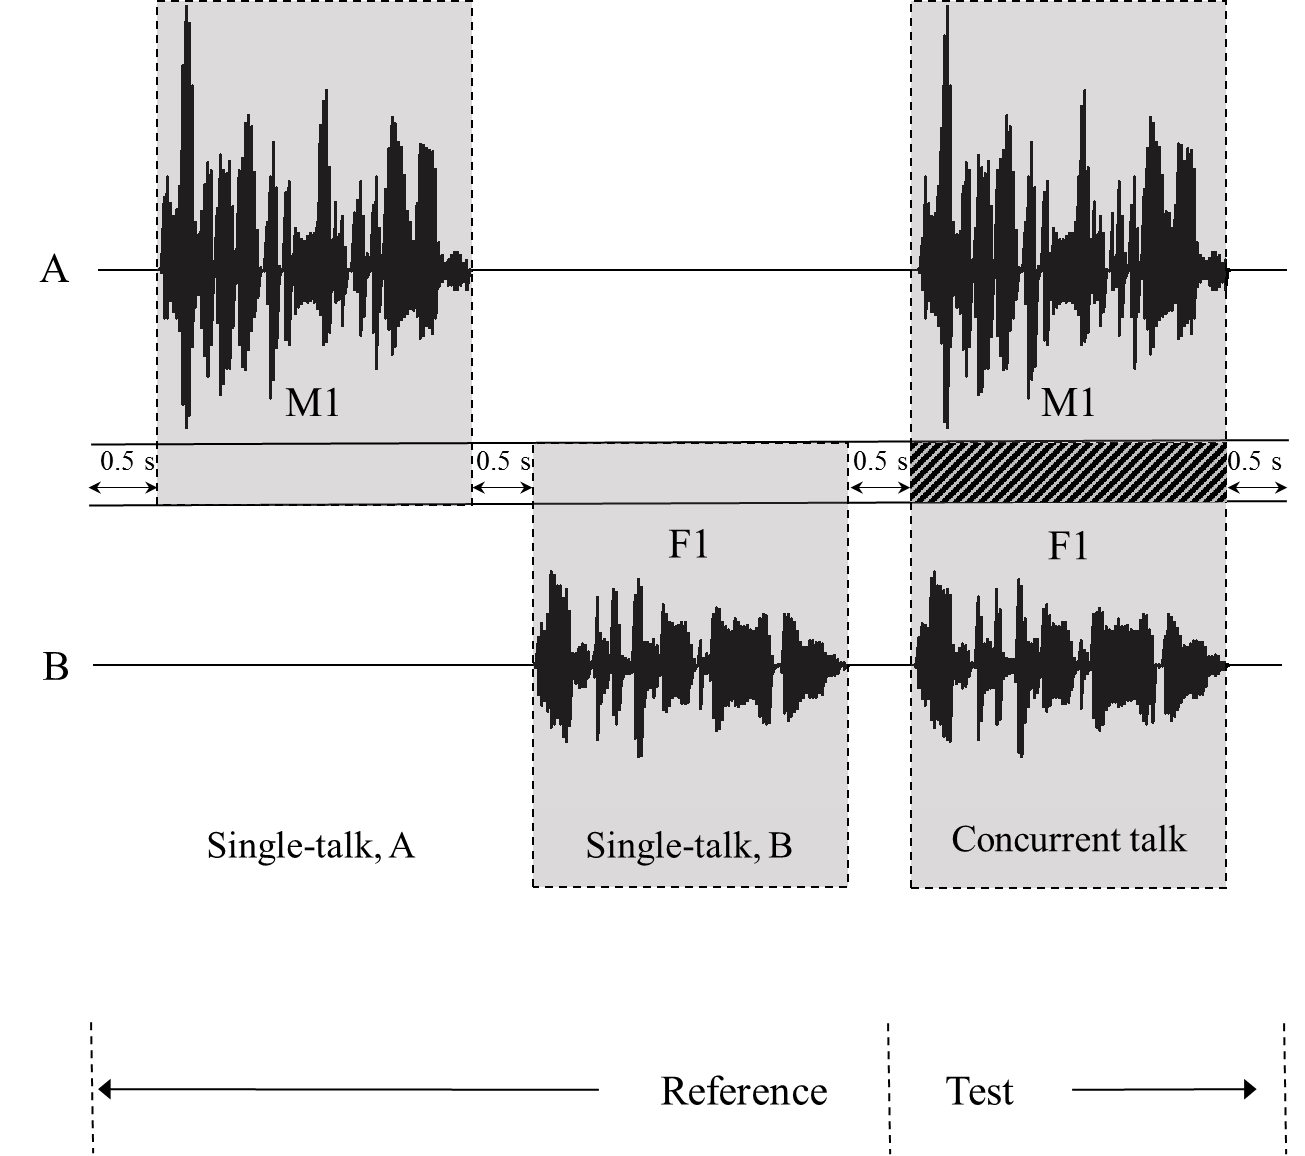 A
M1
M1
0.5 s
0.5 s
0.5 s
0.5 s
F1
F1
B
Single-talk, A
Single-talk, B
Concurrent talk
Reference
Test